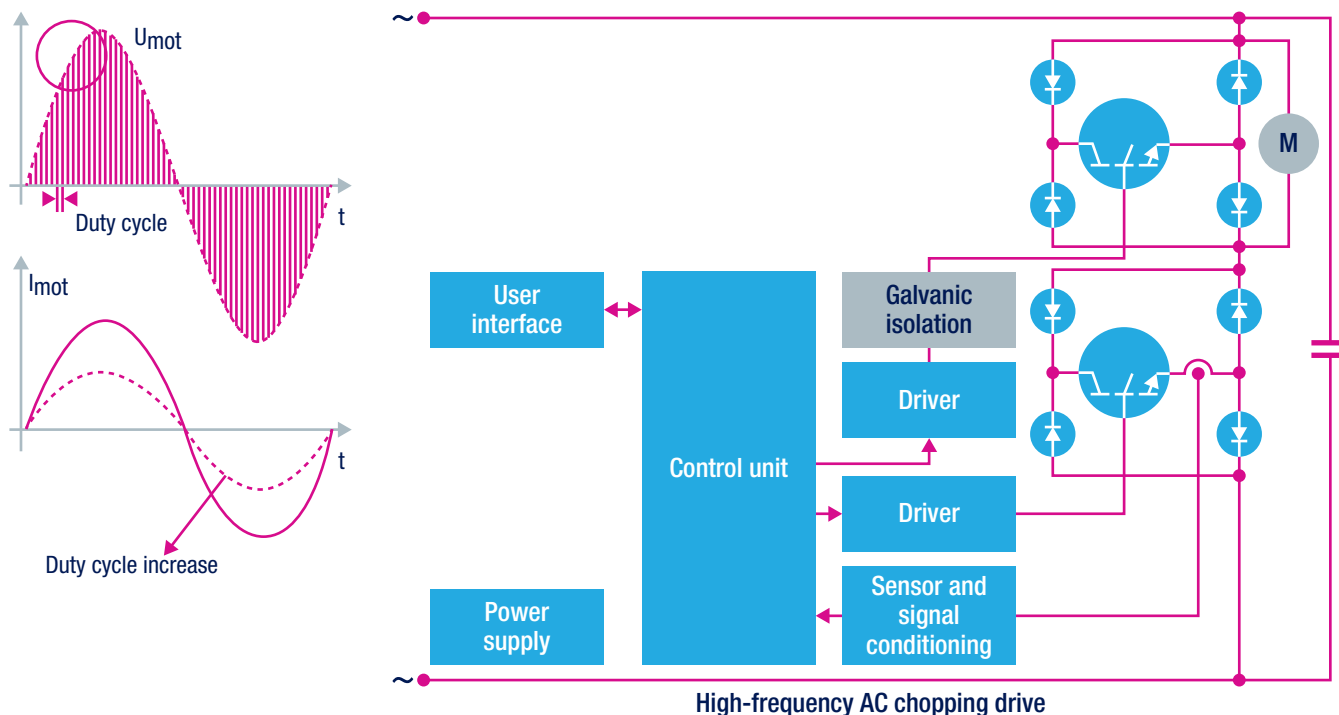 Umot
Duty cycle
t
Imot
t
Duty cycle increase
~
M
User
interface
Galvanic
isolation
Driver
Control unit
Driver
Power
supply
Sensor and
signal
conditioning
~
High-frequency AC chopping drive